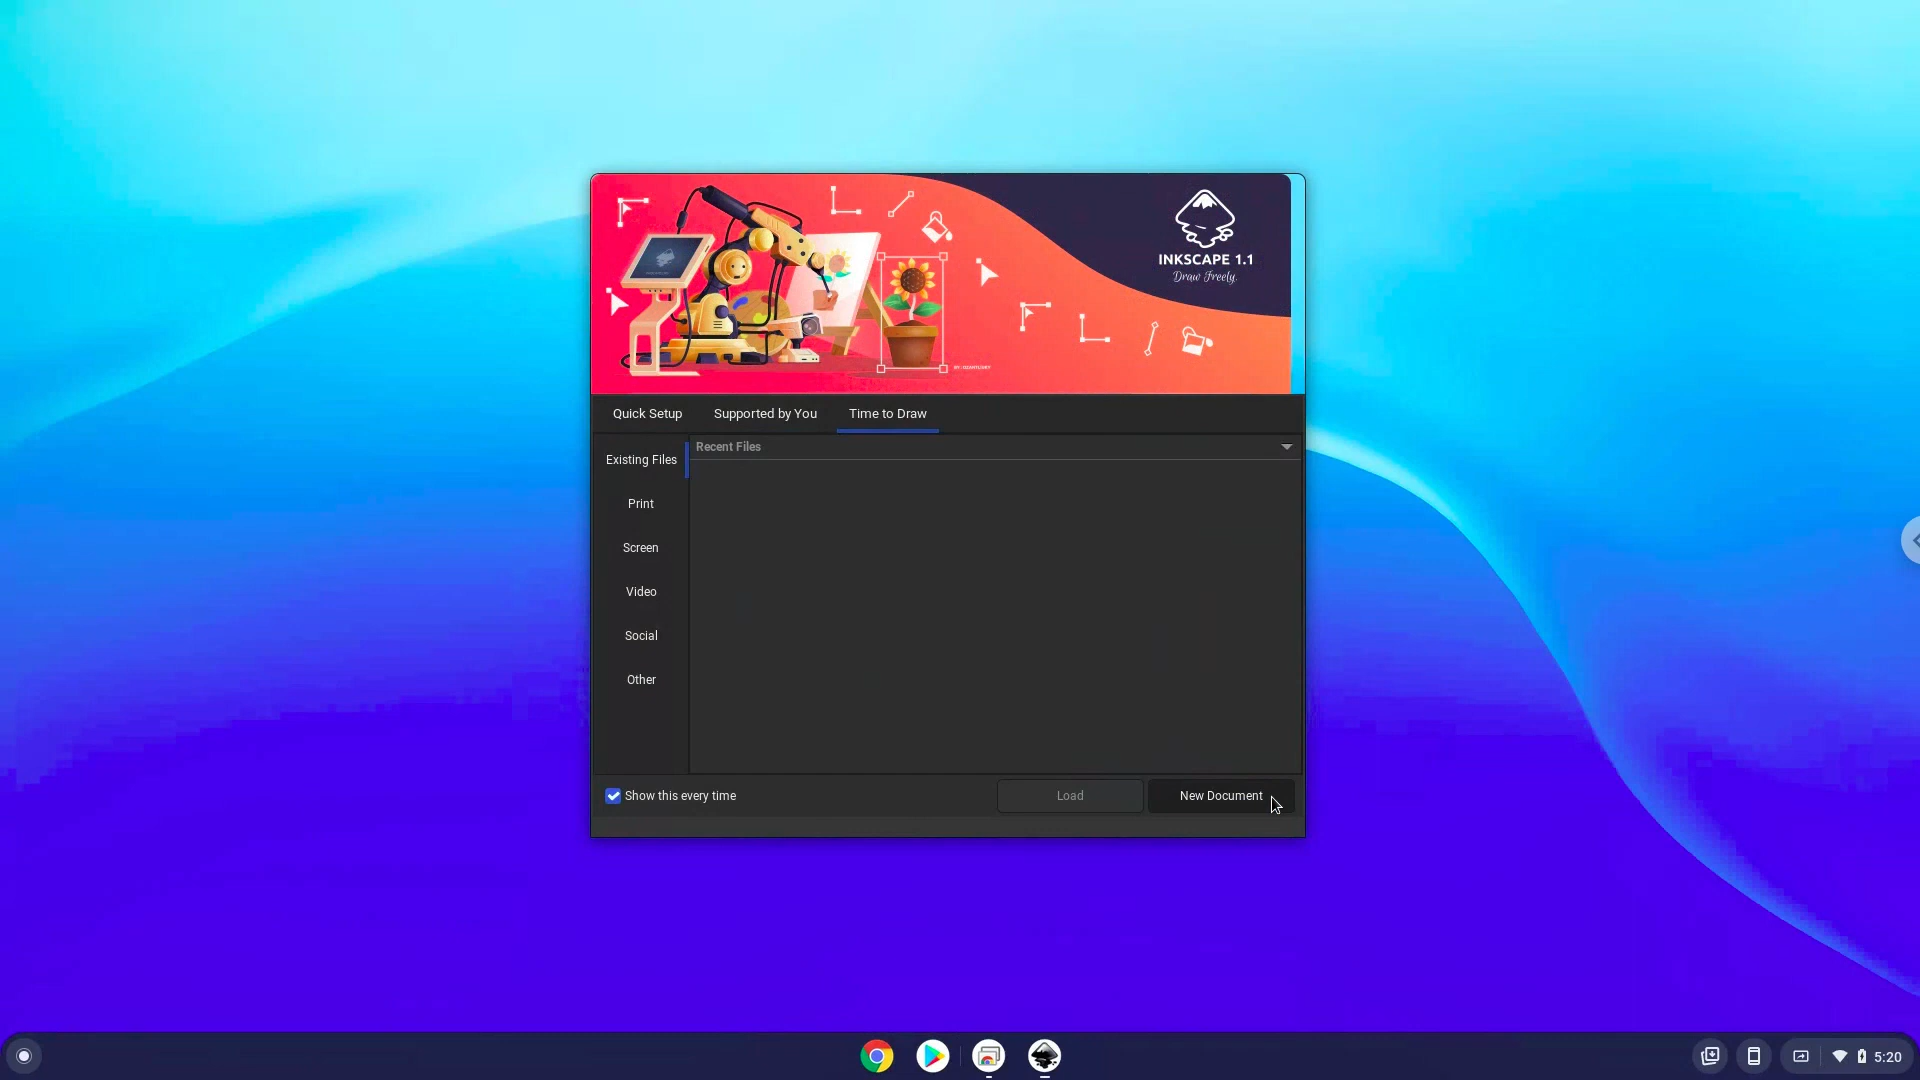 INKSCAPE 1.1
Draw Freely.
Quick Setup
Supported by You
Time to Draw
Existing Files
Recent Files
Print
Screen
Video
Social
Other
Show this every time
Load
New Document
5:20